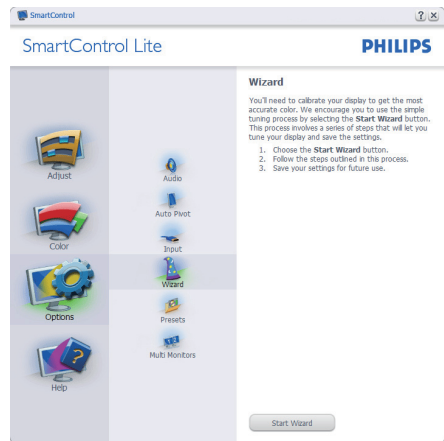 SmartControl
SmartControl Lite
PHILIPS
Adjust
Color
Options
Help
Audio
Auto Pivot
Input
Wizard
Presets
Multi Monitors
Wizard
You'll need to calibrate your display to get the most
accurate color. We encourage you to use the simple
tuning process by selecting the Start Wizard button.
This process involves a series of steps that will let you
tune your display and save the settings.
1. Choose the Start Wizard button.
2. Follow the steps outlined in this process.
3. Save your settings for future use.
Start Wizard